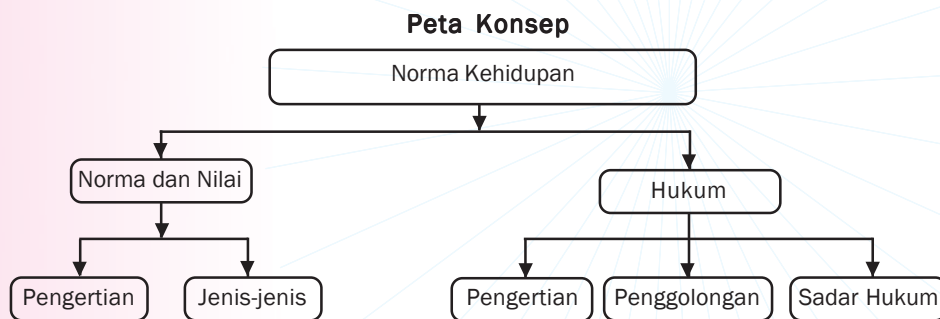 Peta Konsep
Norma Kehidupan
Norma dan Nilai
Hukum
Pengertian
Jenis-jenis
Pengertian
Penggolongan
Sadar Hukum